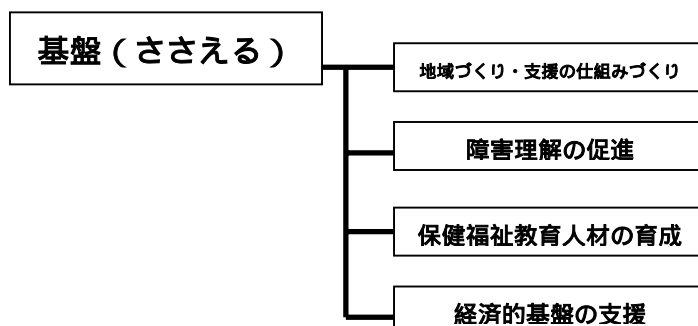 基盤（ささえる）
地域づくり・支援の仕組みづくり
障害理解の促進
保健福祉教育人材の育成
経済的基盤の支援